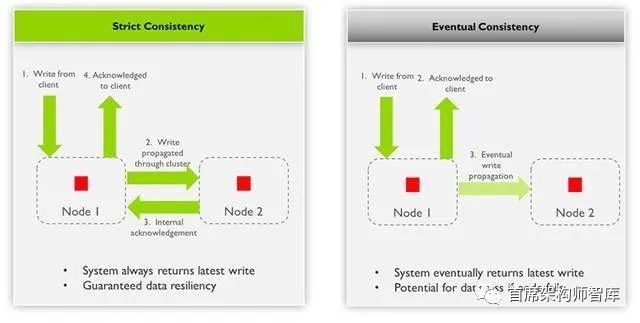 Strict Consistency
1. Write from
client
4. Acknowledged
to client
2. Write
propagated
through cluster
Node 1
Node 2
3. Internal
acknowledgement
• System always returns latest write
• Guaranteed data resiliency
Eventual Consistency
1. Write from
client
2. Acknowledged to
client
3. Eventual
write
propagation
Node 1
Node 2
• System eventually returns latest write
• Potential for data loss
首席架构师智库